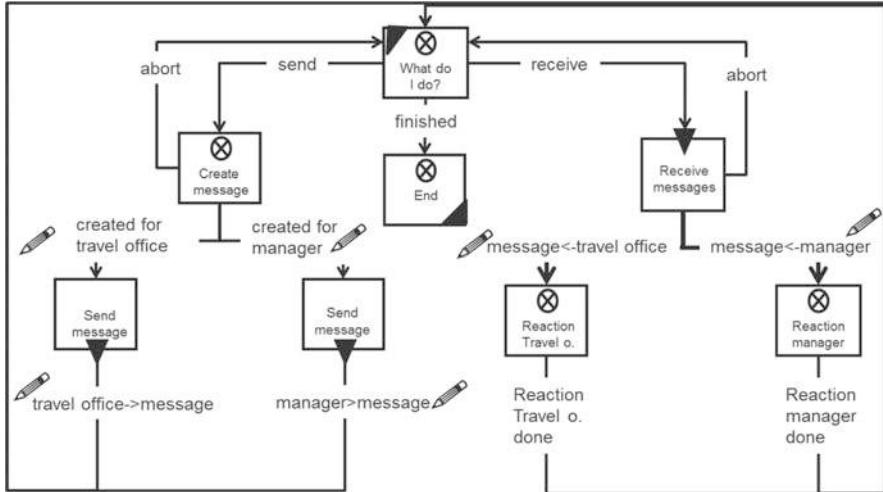 What do
I do?
abort
send
receive
abort
finished
Create
message
End
Receive
messages
created for
travel office
created for
manager
message<-travel office
message<-manager
Send
message
Send
message
Reaction
Travel o.
Reaction
manager
travel office->message
manager>message
Reaction
Travel o.
done
Reaction
manager
done